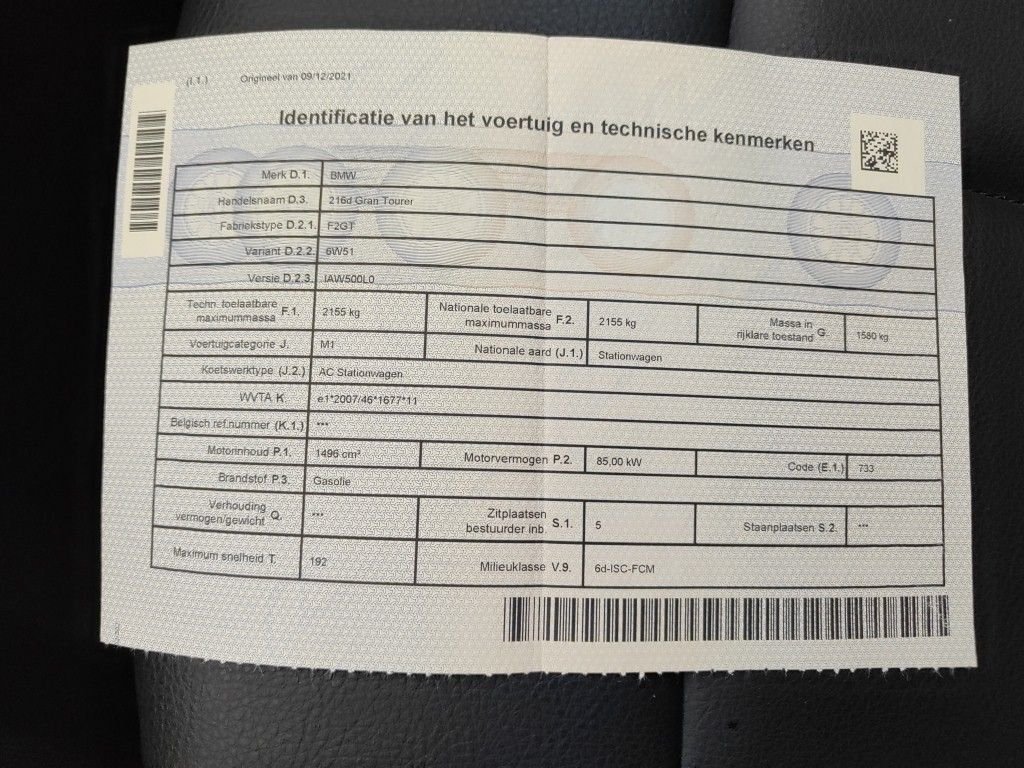 (I.1.) Origineel van 09/12/2021
Identificatie van het voertuig en technische kenmerken
Merk D.1. BMW
Handelsnaam D.3. 216d Gran Tourer
Fabriekstype D.2.1. F2GT
Variant D.2.2. 6W51
Versie D.2.3. IAW500L0
Techn. toelaatbare maximummassa F.1. 2155 kg Nationale toelaatbare maximummassa F.2. 2155 kg Massa in rijklare toestand G. 1580 kg
Voertuigcategorie J. M1 Nationale aard (J.1.) Stationwagen
Koetswerktype (J.2.) AC Stationwagen
WVTA K. e1*2007/46*1677*11
Belgisch ref.nummer (K.1.) ***
Motorinhoud P.1. 1496 cm³ Motorvermogen P.2. 85,00 kW Code (E.1.) 733
Brandstof P.3. Gasolie
Verhouding vermogen/gewicht Q. *** Zitplaatsen bestuurder inb. S.1. 5 Staanplaatsen S.2. ***
Maximum snelheid T. 192 Milieuklasse V.9. 6d-ISC-FCM